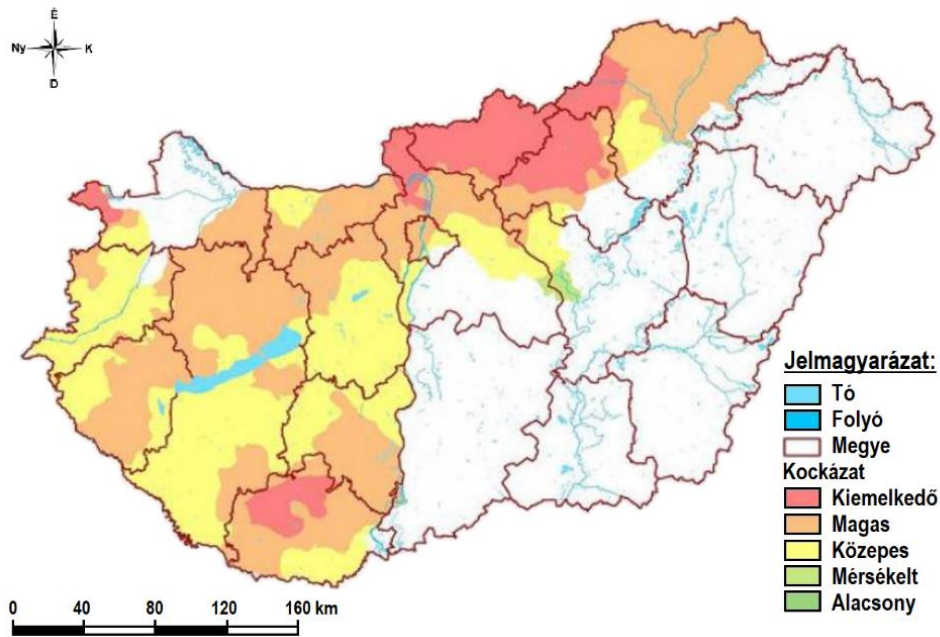 É
Ny K
D
Jelmagyarázat:
Tó
Folyó
Megye
Kockázat
Kiemelkedő
Magas
Közepes
Mérsékelt
Alacsony
0 40 80 120 160 km